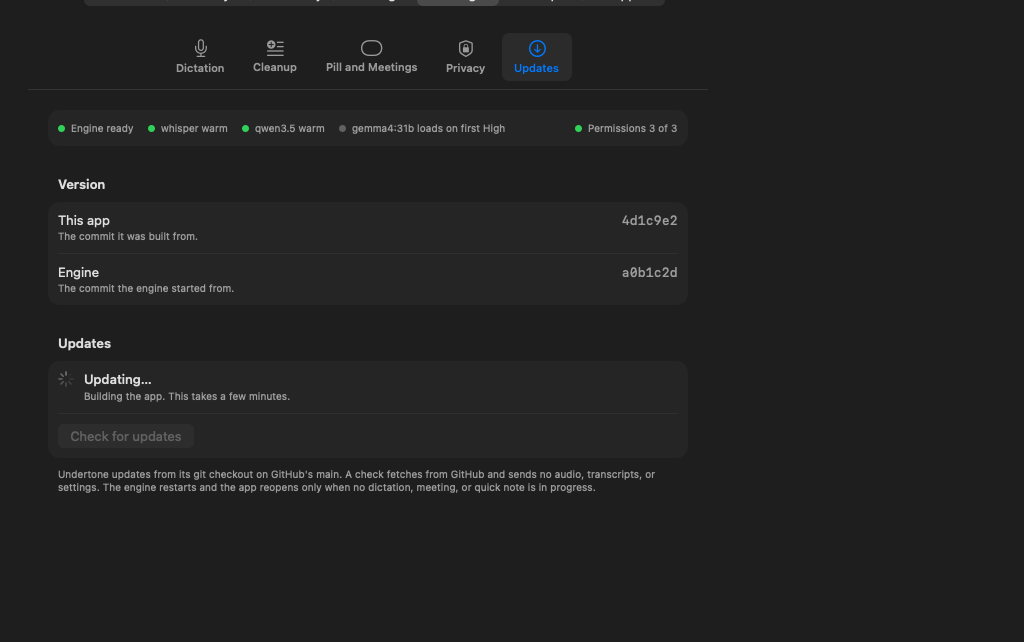 Dictation
Cleanup
Pill and Meetings
Privacy
Updates
Engine ready
whisper warm
qwen3.5 warm
gemma4:31b loads on first High
Permissions 3 of 3
Version
This app
4d1c9e2
The commit it was built from.
Engine
a0b1c2d
The commit the engine started from.
Updates
Updating...
Building the app. This takes a few minutes.
Check for updates
Undertone updates from its git checkout on GitHub's main. A check fetches from GitHub and sends no audio, transcripts, or
settings. The engine restarts and the app reopens only when no dictation, meeting, or quick note is in progress.